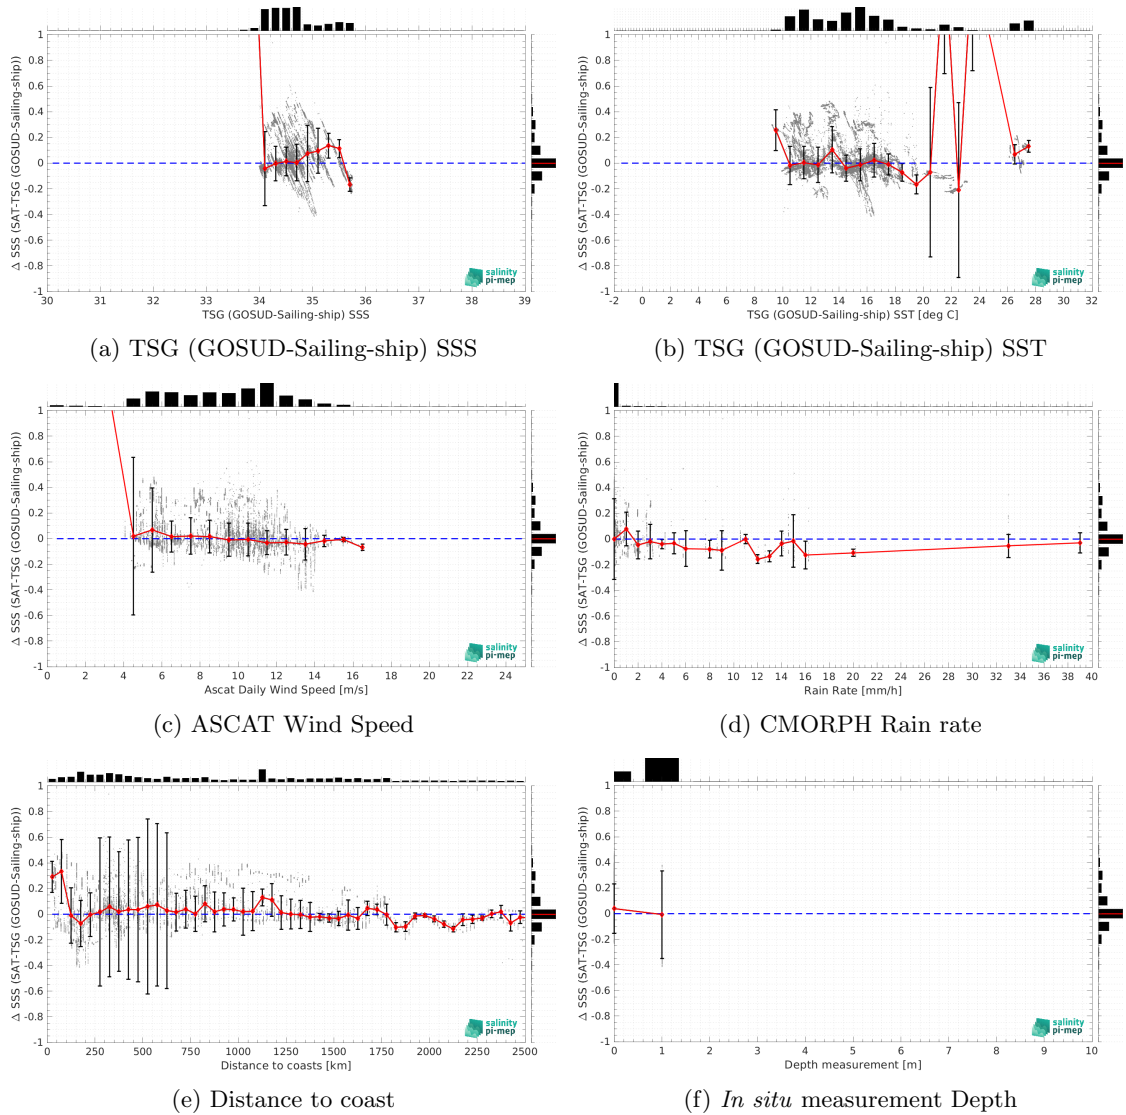 1
0.8
0.6
0.4
0.2
0
-0.2
-0.4
-0.6
-0.8
-1
Δ SSS (SAT-TSG (GOSUD-Sailing-ship))
30 31 32 33 34 35 36 37 38 39
TSG (GOSUD-Sailing-ship) SSS
salinity
pi-mep
(a) TSG (GOSUD-Sailing-ship) SSS
1
0.8
0.6
0.4
0.2
0
-0.2
-0.4
-0.6
-0.8
-1
Δ SSS (SAT-TSG (GOSUD-Sailing-ship))
-2 0 2 4 6 8 10 12 14 16 18 20 22 24 26 28 30 32
TSG (GOSUD-Sailing-ship) SST [deg C]
salinity
pi-mep
(b) TSG (GOSUD-Sailing-ship) SST
1
0.8
0.6
0.4
0.2
0
-0.2
-0.4
-0.6
-0.8
-1
Δ SSS (SAT-TSG (GOSUD-Sailing-ship))
0 2 4 6 8 10 12 14 16 18 20 22 24
Ascat Daily Wind Speed [m/s]
salinity
pi-mep
(c) ASCAT Wind Speed
1
0.8
0.6
0.4
0.2
0
-0.2
-0.4
-0.6
-0.8
-1
Δ SSS (SAT-TSG (GOSUD-Sailing-ship))
0 2 4 6 8 10 12 14 16 18 20 22 24 26 28 30 32 34 36 38 40
Rain Rate [mm/h]
salinity
pi-mep
(d) CMORPH Rain rate
1
0.8
0.6
0.4
0.2
0
-0.2
-0.4
-0.6
-0.8
-1
Δ SSS (SAT-TSG (GOSUD-Sailing-ship))
0 250 500 750 1000 1250 1500 1750 2000 2250 2500
Distance to coasts [km]
salinity
pi-mep
(e) Distance to coast
1
0.8
0.6
0.4
0.2
0
-0.2
-0.4
-0.6
-0.8
-1
Δ SSS (SAT-TSG (GOSUD-Sailing-ship))
0 1 2 3 4 5 6 7 8 9 10
Depth measurement [m]
salinity
pi-mep
(f) In situ measurement Depth